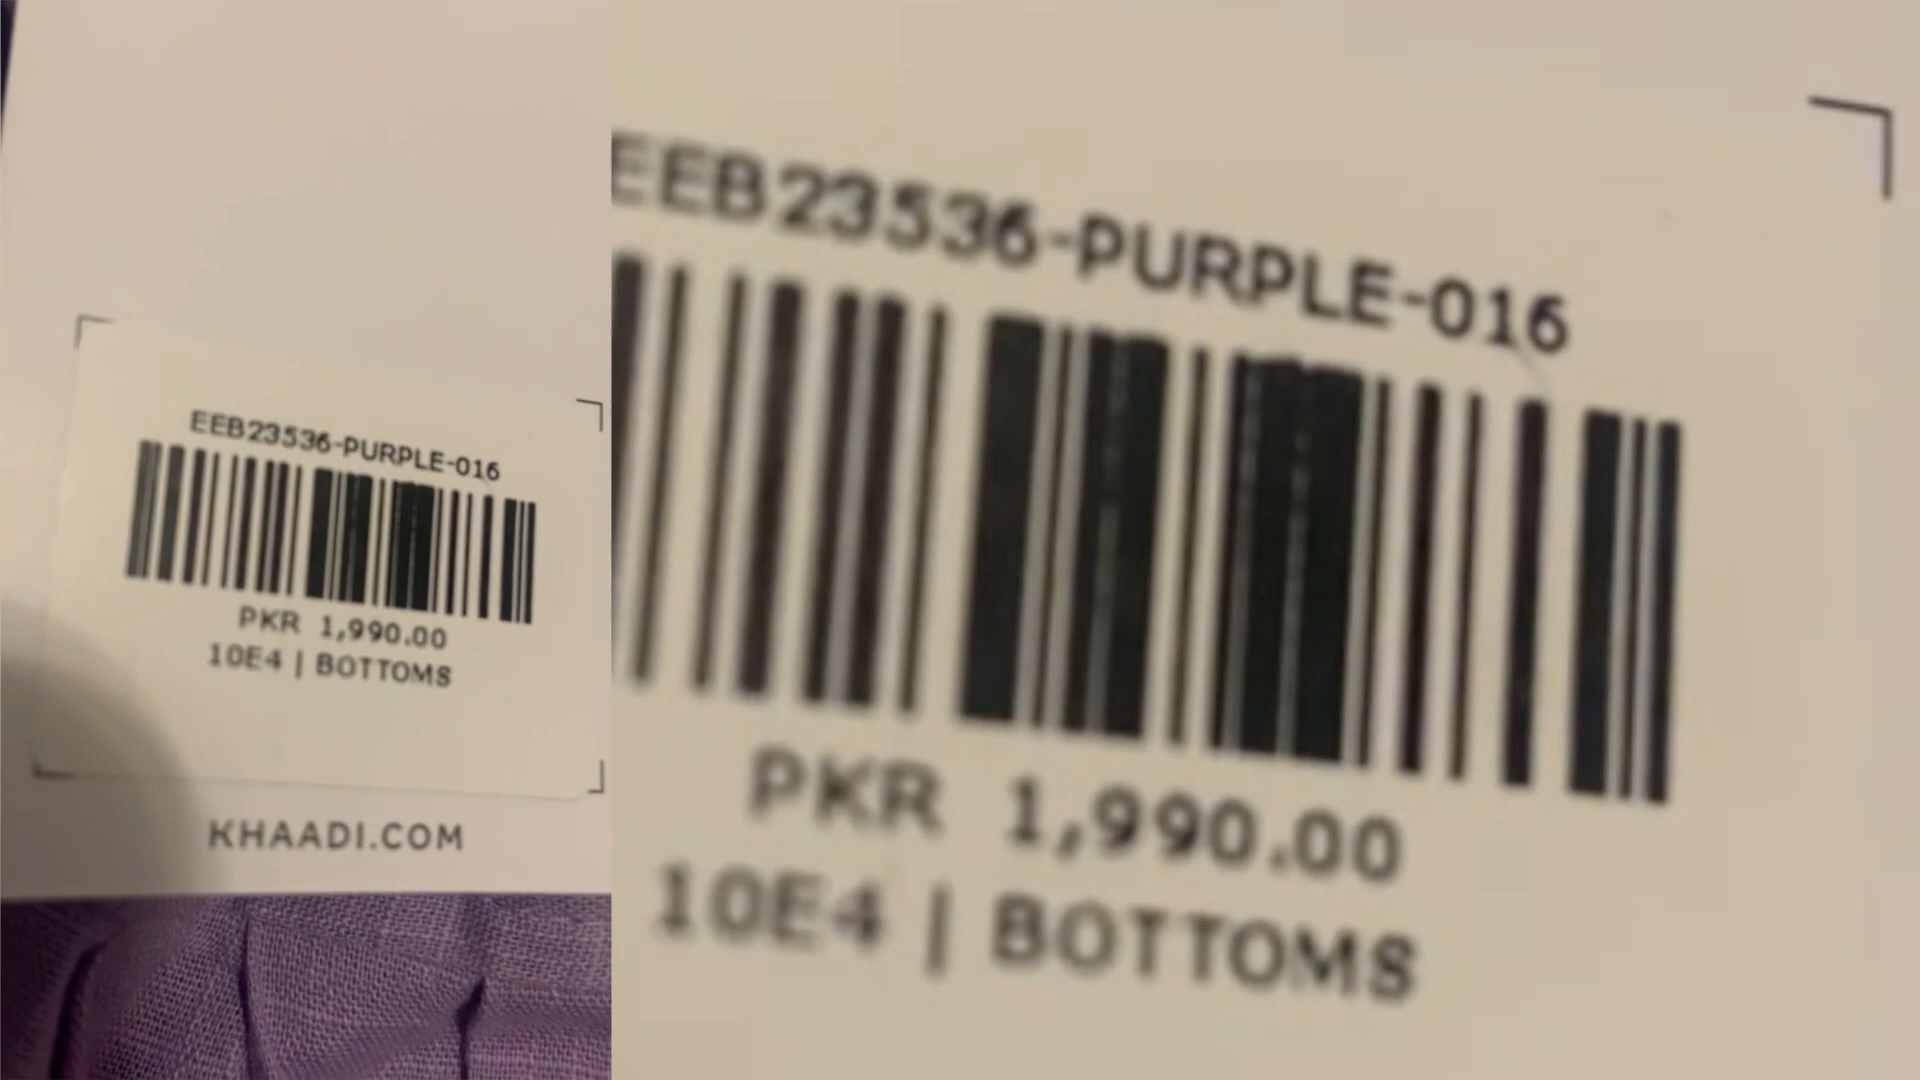 EEB23536-PURPLE-016
PKR 1,990.00
10E4 | BOTTOMS
KHAADI.COM
EEB23536-PURPLE-016
PKR 1,990.00
10E4 | BOTTOMS